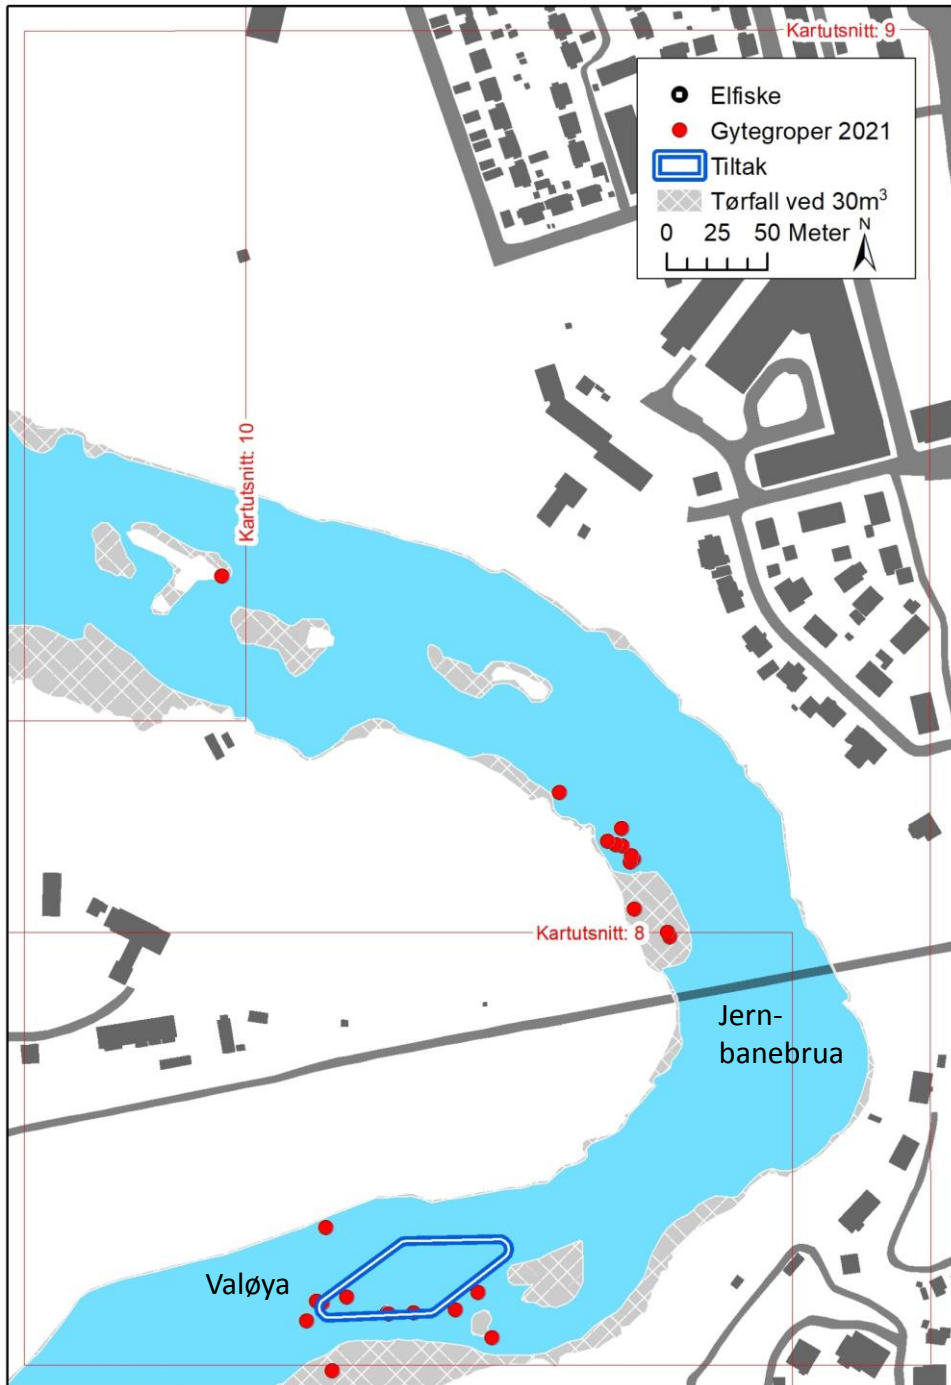 Kartutsnitt: 9
Elfiske
Gytegroper 2021
Tiltak
Tørfall ved 30m³
0 25 50 Meter
N
Kartutsnitt: 10
Kartutsnitt: 8
Jern-
banebrua
Valøya